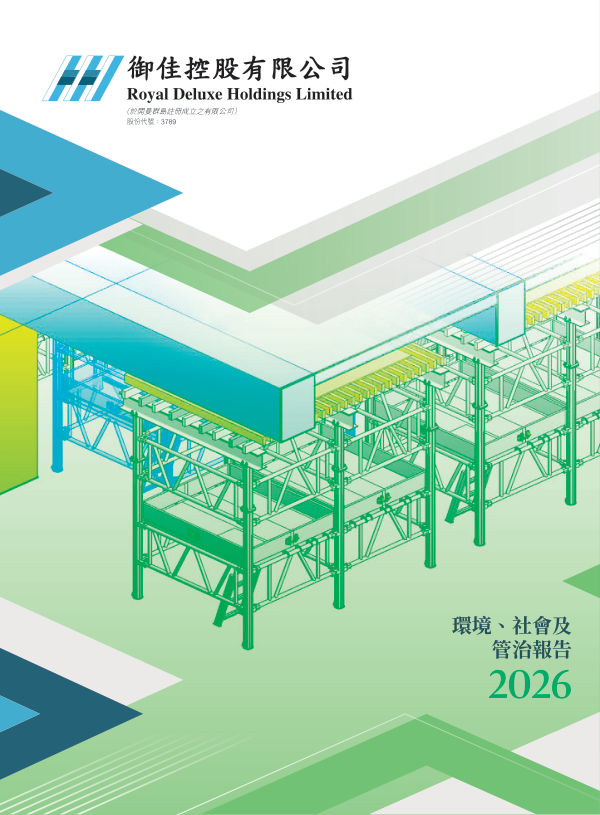 御佳控股有限公司
Royal Deluxe Holdings Limited
（於開曼群島註冊成立之有限公司）
股份代號：3789
環境、社會及
管治報告
2026